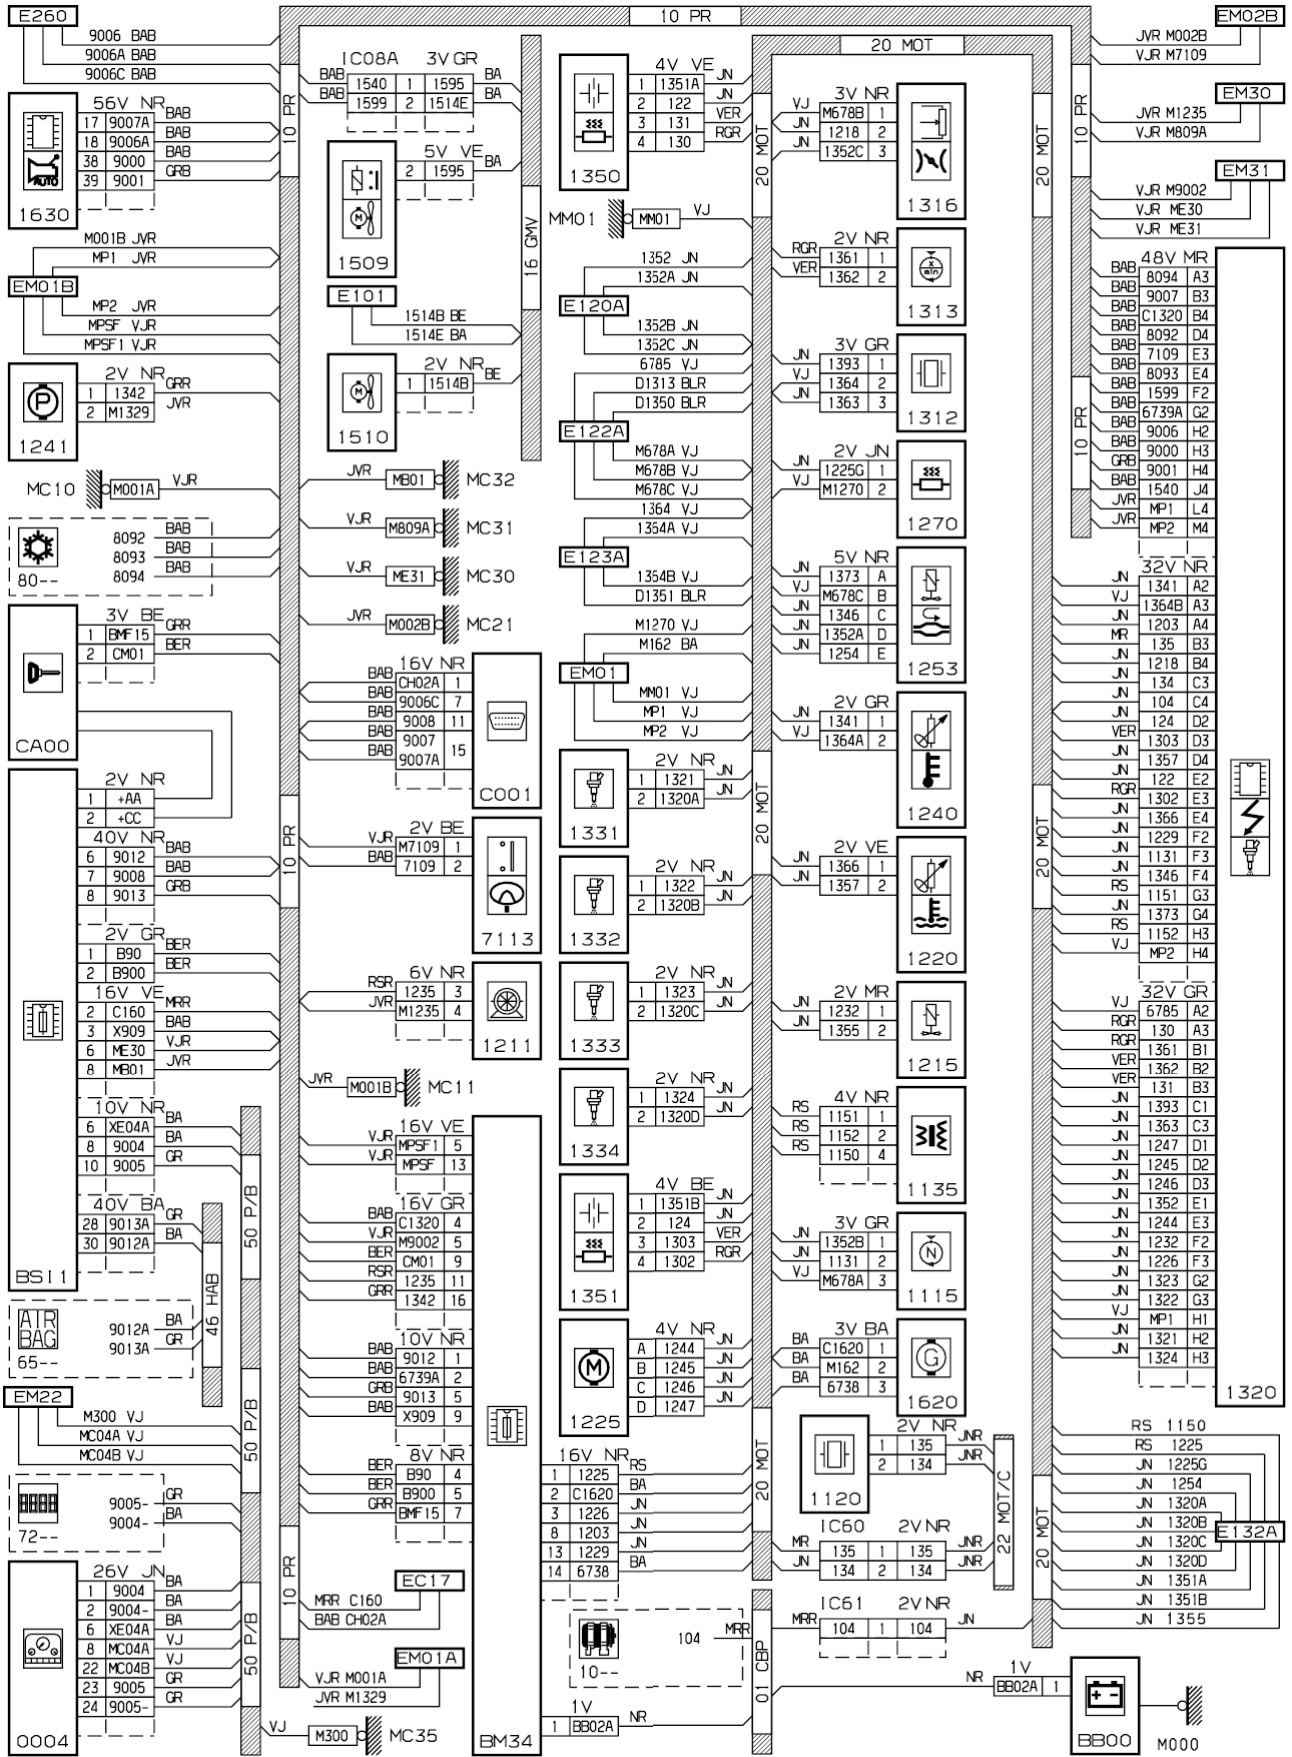 10 PR
E260
9006 BAB
9006A BAB
9006C BAB
56V NR
17 9007A BAB
18 9006A BAB
38 9000 BAB
39 9001 GRB
AUTO
1630
M001B JVR
MP1 JVR
EM01B
MP2 JVR
MPSF VJR
MPSF1 VJR
2V NR
1 1342 GRR
2 M1329 JVR
P
1241
MC10 M001A VJR
8092 BAB
8093 BAB
8094 BAB
80--
3V BE
1 BMF15 GRR
2 CM01 BER
CA00
2V NR
1 +AA
2 +CC
40V NR
6 9012 BAB
7 9008 BAB
8 9013 GRB
2V GR
1 B90 BER
2 B900 BER
16V VE
2 C160 MRR
3 X909 BAB
6 ME30 VJR
8 MB01 JVR
10V NR
6 XE04A BA
8 9004 BA
10 9005 GR
40V BA
28 9013A GR
30 9012A BA
BSI1
AIR BAG
9012A BA
9013A GR
65--
46 HAB
EM22
M300 VJ
MC04A VJ
MC04B VJ
9005- GR
9004- BA
72--
26V JN
1 9004 BA
2 9004- BA
6 XE04A BA
8 MC04A VJ
22 MC04B VJ
23 9005 GR
24 9005- GR
0004
50 P/B
50 P/B
50 P/B
VJ M300 MC35
10 PR
10 PR
10 PR
IC08A 3V GR
BAB 1540 1 1595 BA
BAB 1599 2 1514E BA
5V VE
2 1595 BA
M
1509
E101
1514B BE
1514E BA
2V NR
1 1514B BE
M
1510
16 GMV
JVR MB01 MC32
VJR M809A MC31
VJR ME31 MC30
JVR M002B MC21
16V NR
BAB CH02A 1
BAB 9006C 7
BAB 9008 11
BAB 9007 9007A 15
C001
2V BE
VJR M7109 1
BAB 7109 2
7113
6V NR
RSR 1235 3
JVR M1235 4
1211
JVR M001B MC11
16V VE
VJR MPSF1 5
VJR MPSF 13
16V GR
BAB C1320 4
VJR M9002 5
BER CM01 9
RSR 1235 11
GRR 1342 16
10V NR
BAB 9012 1
BAB 6739A 2
GRB 9013 5
BAB X909 9
8V NR
BER B90 4
BER B900 5
GRR BMF15 7
EC17
MRR C160
BAB CH02A
EM01A
VJR M001A
JVR M1329
BM34
16V NR
1 1225 RS
2 C1620 BA
3 1226 JN
8 1203 JN
13 1229 JN
14 6738 BA
104 MRR
10--
1V
1 BB02A NR
01 CBP
4V VE
1 1351A JN
2 122 JN
3 131 VER
4 130 RGR
1350
MM01 MM01 VJ
1352 JN
1352A JN
E120A
1352B JN
1352C JN
6785 VJ
D1313 BLR
D1350 BLR
E122A
M678A VJ
M678B VJ
M678C VJ
1364 VJ
1354A VJ
E123A
1364B VJ
D1351 BLR
M1270 VJ
M162 BA
EM01
MM01 VJ
MP1 VJ
MP2 VJ
2V NR
1 1321 JN
2 1320A JN
1331
2V NR
1 1322 JN
2 1320B JN
1332
2V NR
1 1323 JN
2 1320C JN
1333
2V NR
1 1324 JN
2 1320D JN
1334
4V BE
1 1351B JN
2 124 JN
3 1303 VER
4 1302 RGR
1351
4V NR
A 1244 JN
B 1245 JN
C 1246 JN
D 1247 JN
M
1225
20 MOT
20 MOT
20 MOT
20 MOT
3V NR
VJ M678B 1
JN 1218 2
JN 1352C 3
1316
2V NR
RGR 1361 1
VER 1362 2
x min
1313
3V GR
JN 1393 1
VJ 1364 2
JN 1363 3
1312
2V JN
JN 1225G 1
VJ M1270 2
1270
5V NR
JN 1373 A
VJ M678C B
JN 1346 C
JN 1352A D
JN 1254 E
1253
2V GR
JN 1341 1
VJ 1364A 2
1240
2V VE
JN 1366 1
JN 1357 2
1220
2V MR
JN 1232 1
JN 1355 2
1215
4V NR
RS 1151 1
RS 1152 2
RS 1150 4
1135
3V GR
JN 1352B 1
JN 1131 2
VJ M678A 3
N
1115
3V BA
BA C1620 1
BA M162 2
BA 6738 3
G
1620
2V NR
1 135 JNR
2 134 JNR
1120
IC60 2V NR
MR 135 1 135 JNR
JN 134 2 134 JNR
22 MOT/C
IC61 2V NR
MRR 104 1 104 JN
1V
NR BB02A 1
BB00
M000
20 MOT
20 MOT
20 MOT
10 PR
10 PR
EM02B
JVR M002B
VJR M7109
EM30
JVR M1235
VJR M809A
EM31
VJR M9002
VJR ME30
VJR ME31
48V MR
BAB 8094 A3
BAB 9007 B3
BAB C1320 B4
BAB 8092 D4
BAB 7109 E3
BAB 8093 E4
BAB 1599 F2
BAB 6739A G2
BAB 9006 H2
BAB 9000 H3
GRB 9001 H4
BAB 1540 J4
JVR MP1 L4
JVR MP2 M4
32V NR
JN 1341 A2
VJ 1364B A3
JN 1203 A4
MR 135 B3
JN 1218 B4
JN 134 C3
JN 104 C4
JN 124 D2
VER 1303 D3
JN 1357 D4
JN 122 E2
RGR 1302 E3
JN 1366 E4
JN 1229 F2
JN 1131 F3
JN 1346 F4
RS 1151 G3
JN 1373 G4
RS 1152 H3
VJ MP2 H4
32V GR
VJ 6785 A2
RGR 130 A3
RGR 1361 B1
VER 1362 B2
VER 131 B3
JN 1393 C1
JN 1363 C3
JN 1247 D1
JN 1245 D2
JN 1246 D3
JN 1352 E1
JN 1244 E3
JN 1232 F2
JN 1226 F3
JN 1323 G2
JN 1322 G3
VJ MP1 H1
JN 1321 H2
JN 1324 H3
1320
RS 1150
RS 1225
JN 1225G
JN 1254
JN 1320A
JN 1320B
JN 1320C
JN 1320D
JN 1351A
JN 1351B
JN 1355
E132A